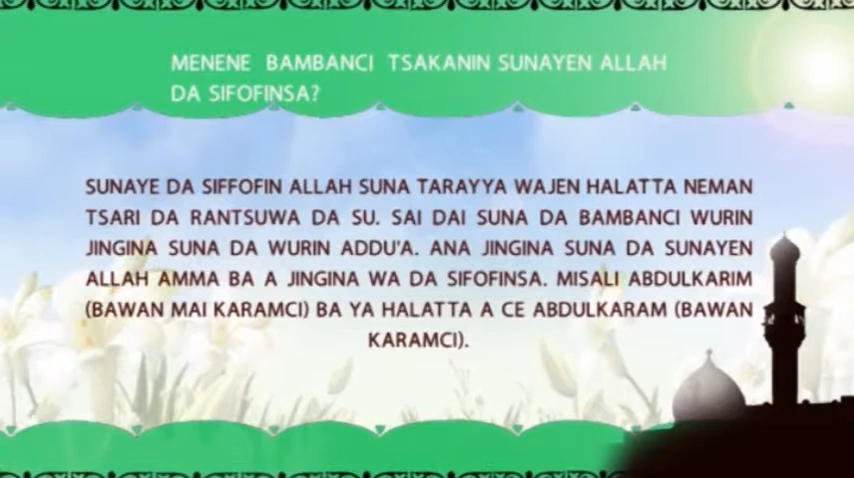 MENENE BAMBANCI TSAKANIN SUNAYEN ALLAH
DA SIFOFINSA?
SUNAYE DA SIFFOFIN ALLAH SUNA TARAYYA WAJEN HALATTA NEMAN
TSARI DA RANTSUWA DA SU. SAI DAI SUNA DA BAMBANCI WURIN
JINGINA SUNA DA WURIN ADDU'A. ANA JINGINA SUNA DA SUNAYEN
ALLAH AMMA BA A JINGINA WA DA SIFOFINSA. MISALI ABDULKARIM
(BAWAN MAI KARAMCI) BA YA HALATTA A CE ABDULKARAM (BAWAN
KARAMCI).